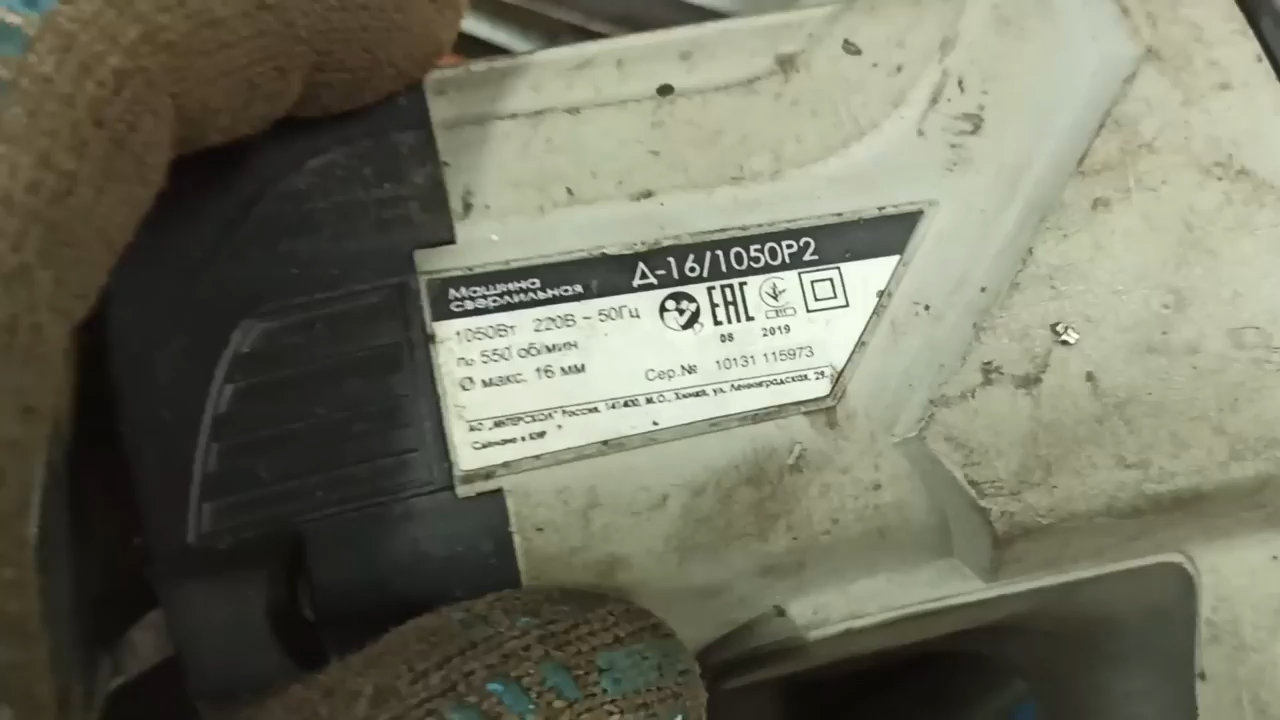 Машина
сверлильная
Д-16/1050Р2
1050Вт 220В ~ 50Гц
по 550 об/мин
Ø макс. 16 мм
EAC
08 2019
Сер.№ 10131 115973
АО „ИНТЕРСКОЛ" Россия, 141400, М.О., Химки, ул. Ленинградская, 29.
Сделано в КНР